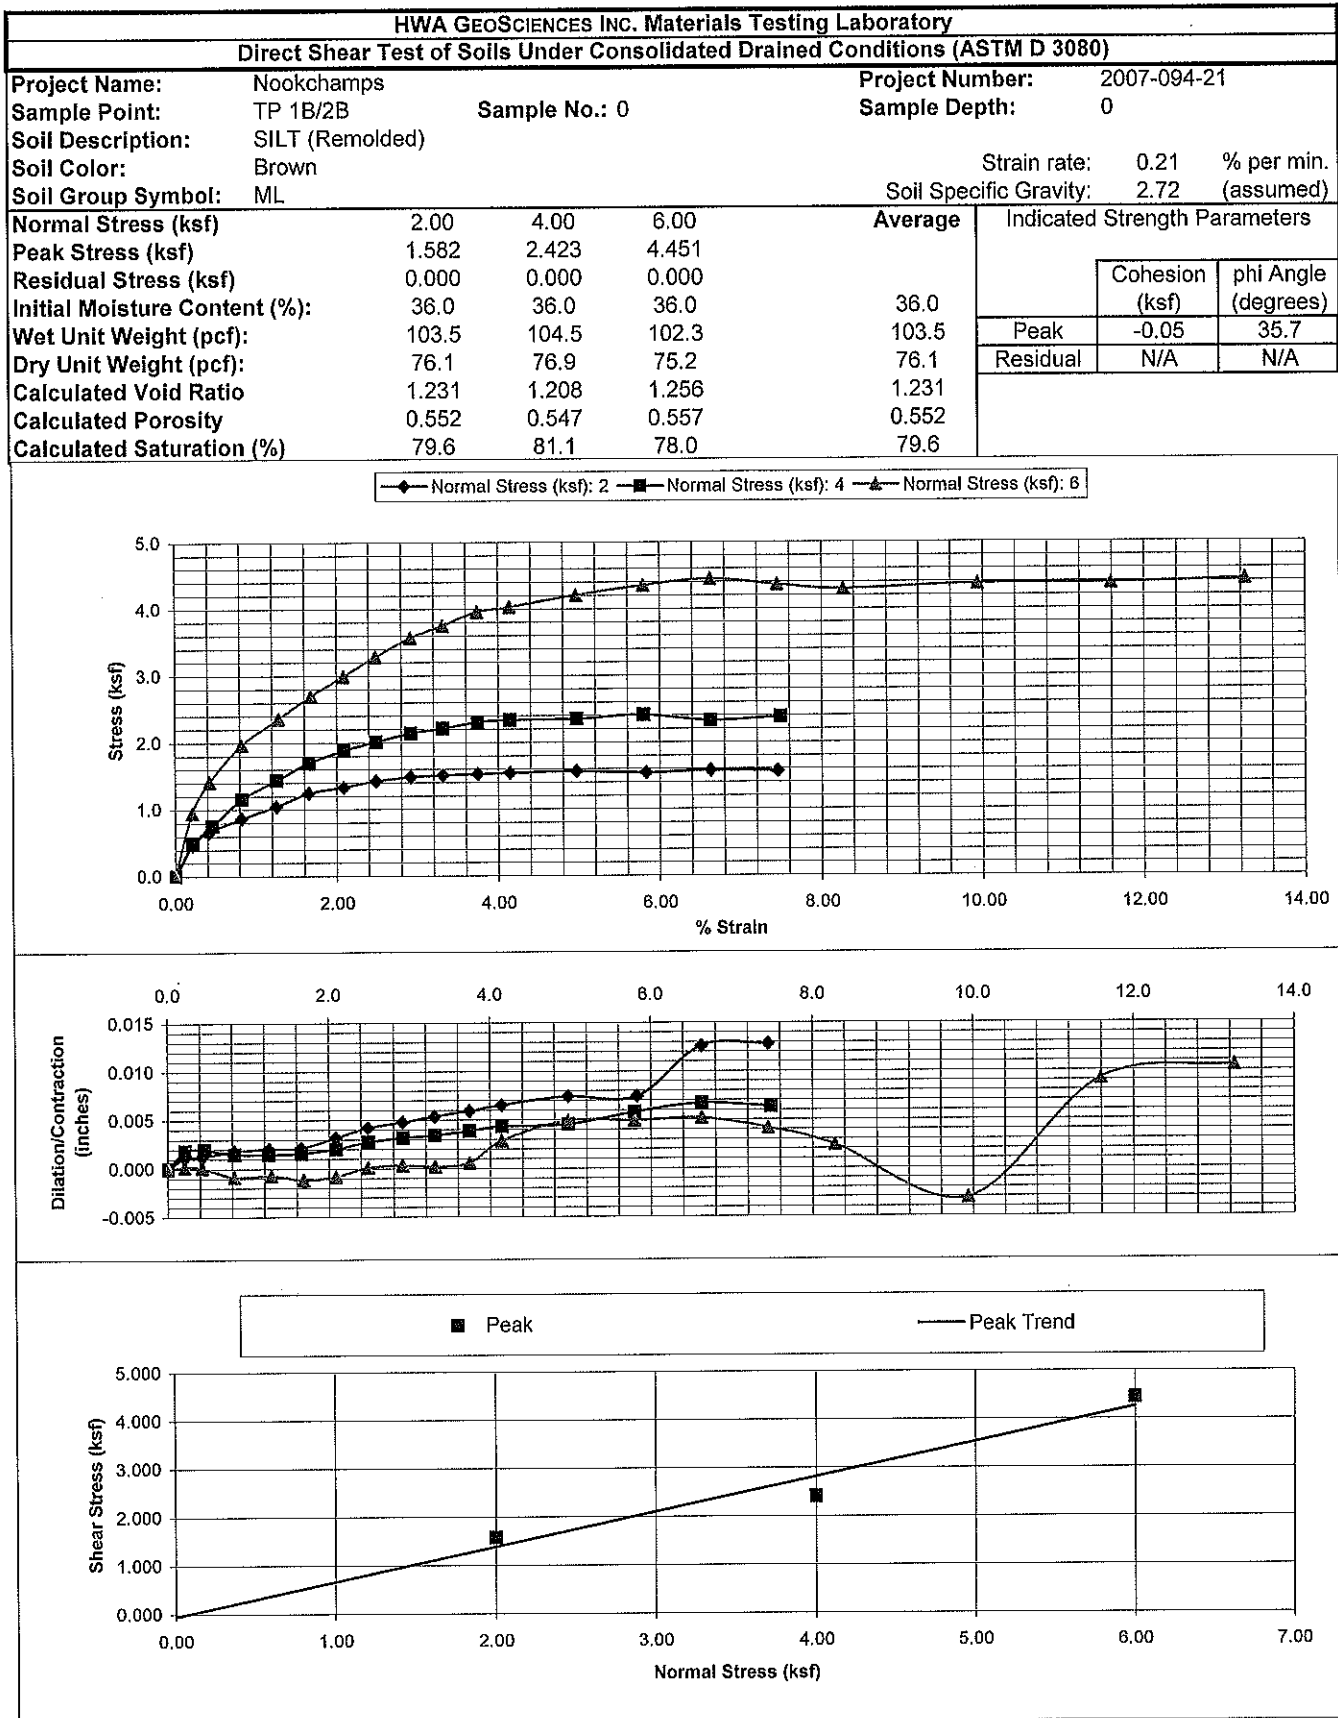 HWA GEOSCIENCES INC. Materials Testing Laboratory
Direct Shear Test of Soils Under Consolidated Drained Conditions (ASTM D 3080)
Project Name: Nookchamps Project Number: 2007-094-21
Sample Point: TP 1B/2B Sample No.: 0 Sample Depth: 0
Soil Description: SILT (Remolded)
Soil Color: Brown Strain rate: 0.21 % per min.
Soil Group Symbol: ML Soil Specific Gravity: 2.72 (assumed)
Normal Stress (ksf) 2.00 4.00 6.00 Average Indicated Strength Parameters
Peak Stress (ksf) 1.582 2.423 4.451
Residual Stress (ksf) 0.000 0.000 0.000 Cohesion phi Angle
Initial Moisture Content (%): 36.0 36.0 36.0 36.0 (ksf) (degrees)
Wet Unit Weight (pcf): 103.5 104.5 102.3 103.5 Peak -0.05 35.7
Dry Unit Weight (pcf): 76.1 76.9 75.2 76.1 Residual N/A N/A
Calculated Void Ratio 1.231 1.208 1.256 1.231
Calculated Porosity 0.552 0.547 0.557 0.552
Calculated Saturation (%) 79.6 81.1 78.0 79.6
Normal Stress (ksf): 2 Normal Stress (ksf): 4 Normal Stress (ksf): 6
5.0
4.0
3.0
2.0
1.0
0.0
Stress (ksf)
0.00 2.00 4.00 6.00 8.00 10.00 12.00 14.00
% Strain
0.0 2.0 4.0 6.0 8.0 10.0 12.0 14.0
0.015
0.010
0.005
0.000
-0.005
Dilation/Contraction
(inches)
Peak Peak Trend
5.000
4.000
3.000
2.000
1.000
0.000
Shear Stress (ksf)
0.00 1.00 2.00 3.00 4.00 5.00 6.00 7.00
Normal Stress (ksf)